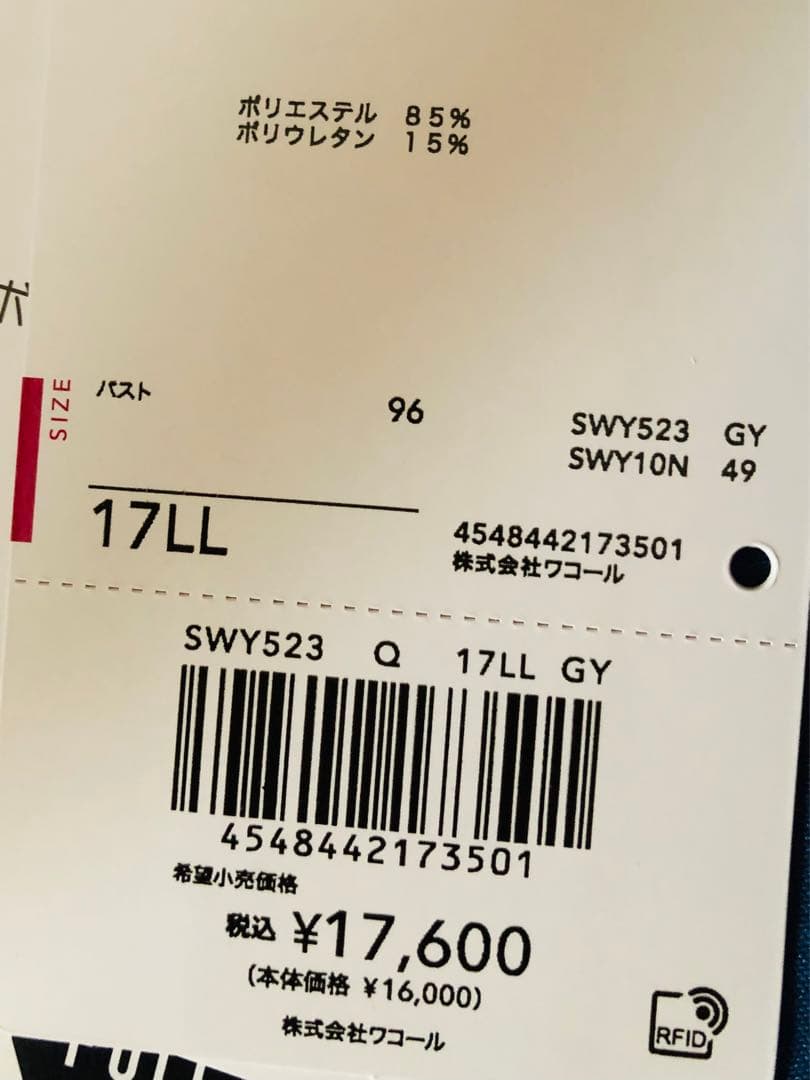 ポリエステル 85%
ポリウレタン 15%
ボ
SIZE
バスト 96
17LL
SWY523 GY
SWY10N 49
4548442173501
株式会社ワコール
SWY523 Q 17LL GY
4548442173501
希望小売価格
税込 ¥17,600
(本体価格 ¥16,000)
株式会社ワコール
RFID